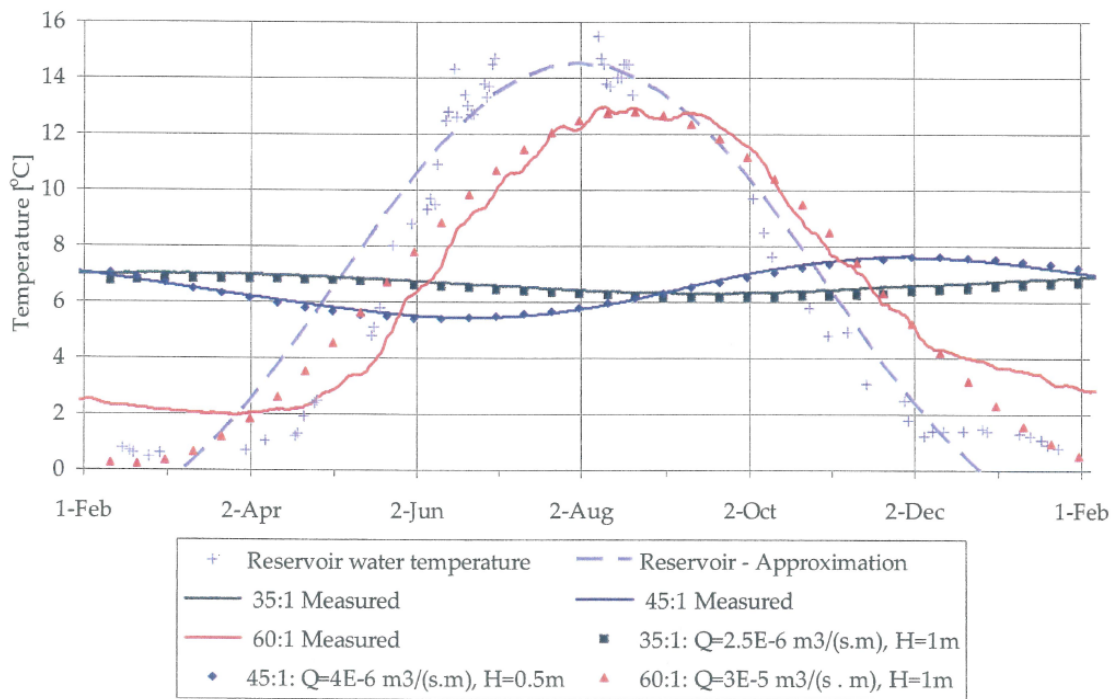 16
14
12
10
8
6
4
2
0
Temperature [°C]
1-Feb 2-Apr 2-Jun 2-Aug 2-Oct 2-Dec 1-Feb
Reservoir water temperature
Reservoir - Approximation
35:1 Measured
45:1 Measured
60:1 Measured
35:1: Q=2.5E-6 m3/(s.m), H=1m
45:1: Q=4E-6 m3/(s.m), H=0.5m
60:1: Q=3E-5 m3/(s . m), H=1m